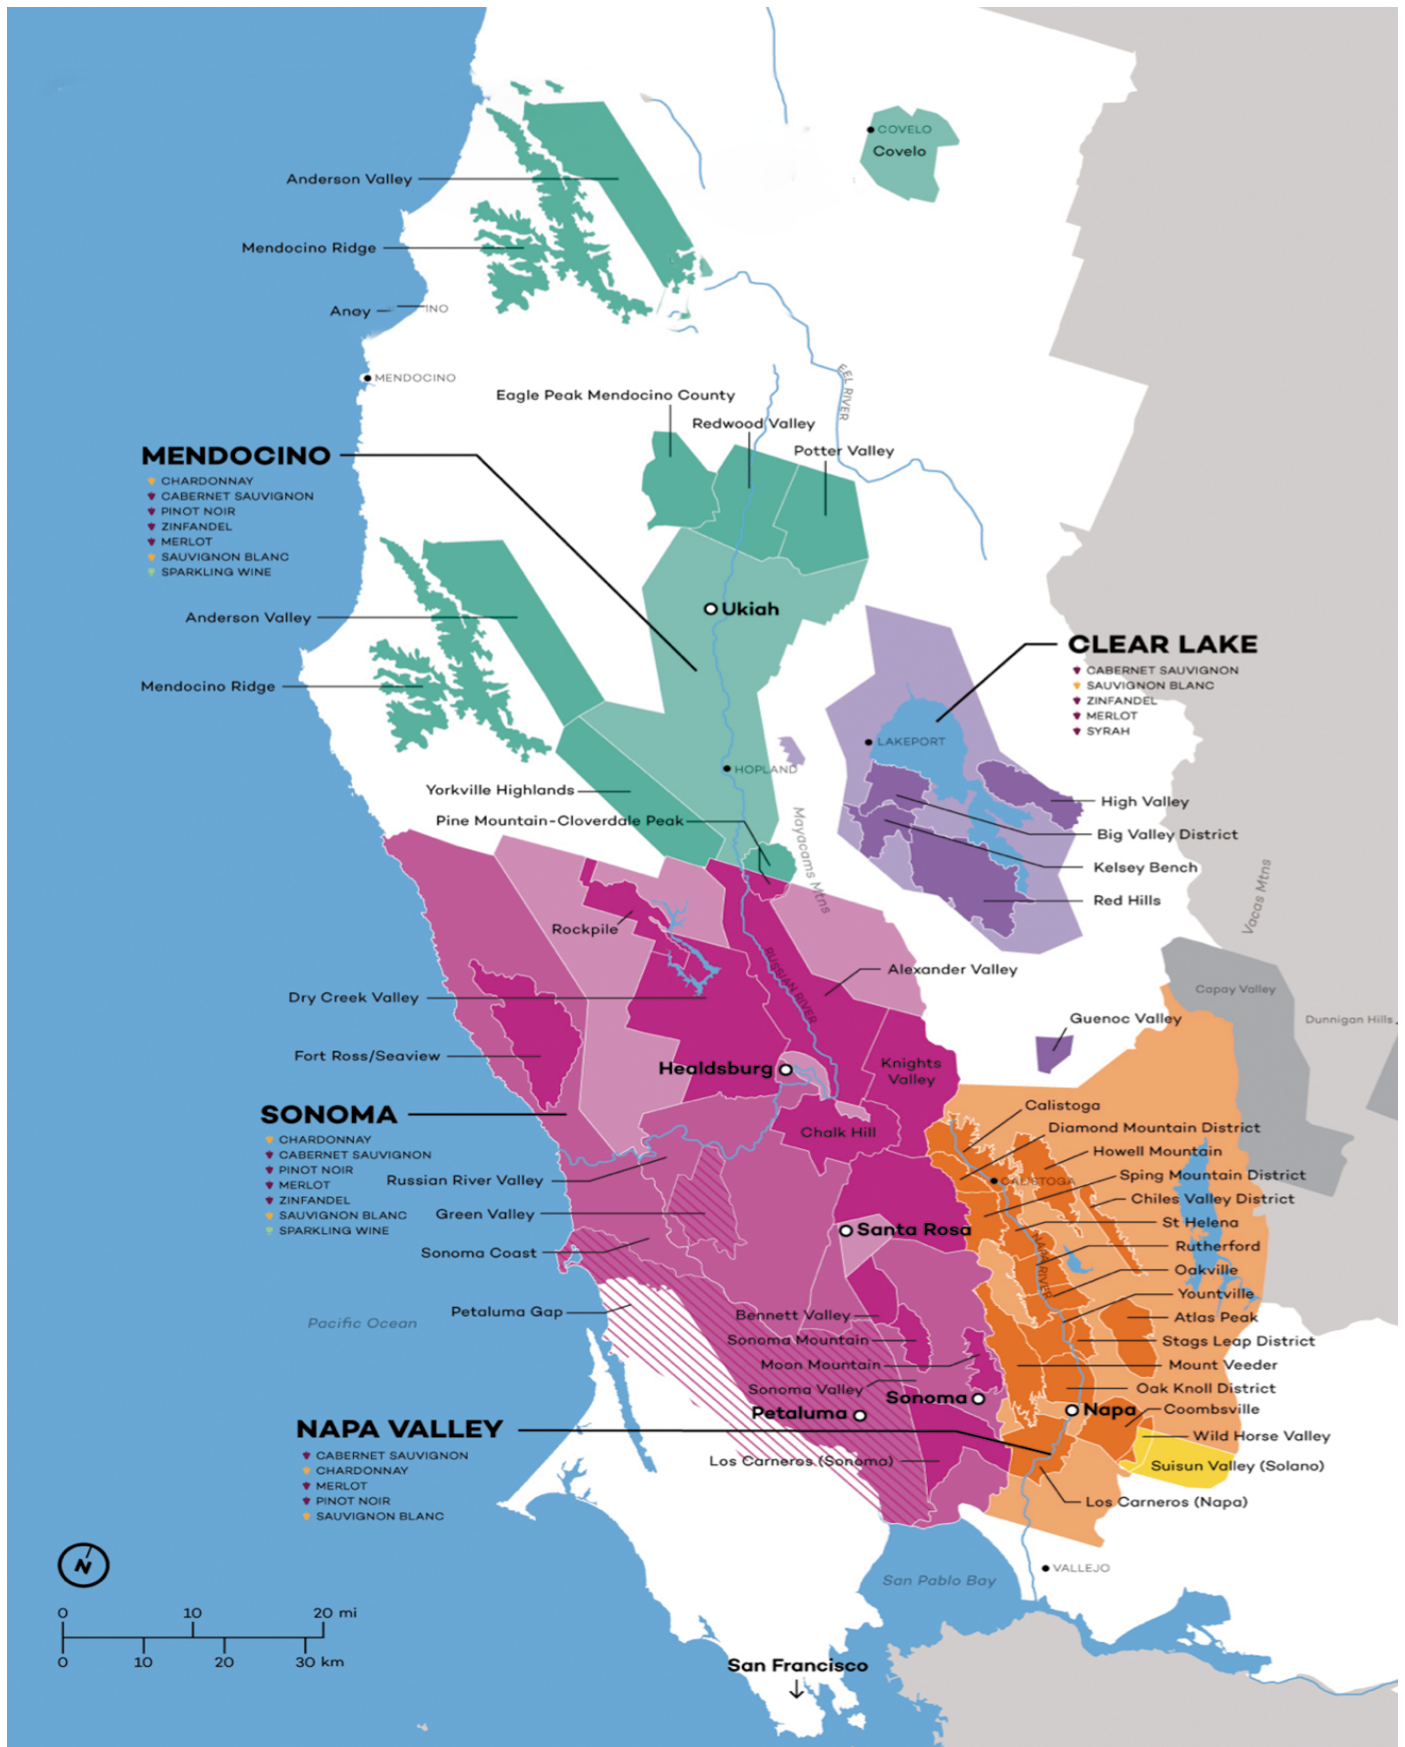 COVELO
Covelo
Anderson Valley
Mendocino Ridge
Anøy
INO
EEL RIVER
MENDOCINO
Eagle Peak Mendocino County
Redwood Valley
Potter Valley
MENDOCINO
CHARDONNAY
CABERNET SAUVIGNON
PINOT NOIR
ZINFANDEL
MERLOT
SAUVIGNON BLANC
SPARKLING WINE
Ukiah
Anderson Valley
Mendocino Ridge
CLEAR LAKE
CABERNET SAUVIGNON
SAUVIGNON BLANC
ZINFANDEL
MERLOT
SYRAH
LAKEPORT
HOPLAND
Yorkville Highlands
Pine Mountain-Cloverdale Peak
Mayacams Mtns
High Valley
Big Valley District
Kelsey Bench
Red Hills
Vacas Mtns
Rockpile
RUSSIAN RIVER
Alexander Valley
Dry Creek Valley
Capay Valley
Guenoc Valley
Dunnigan Hills
Fort Ross/Seaview
Healdsburg
Knights
Valley
SONOMA
CHARDONNAY
CABERNET SAUVIGNON
PINOT NOIR
MERLOT
ZINFANDEL
SAUVIGNON BLANC
SPARKLING WINE
Calistoga
Diamond Mountain District
Chalk Hill
Howell Mountain
Russian River Valley
CALISTOGA
Sping Mountain District
Chiles Valley District
Green Valley
St Helena
Santa Rosa
NAPA RIVER
Rutherford
Sonoma Coast
Oakville
Yountville
Petaluma Gap
Pacific Ocean
Bennett Valley
Atlas Peak
Sonoma Mountain
Stags Leap District
Moon Mountain
Mount Veeder
Sonoma Valley
Oak Knoll District
Sonoma
Petaluma
Napa
Coombsville
NAPA VALLEY
CABERNET SAUVIGNON
CHARDONNAY
MERLOT
PINOT NOIR
SAUVIGNON BLANC
Wild Horse Valley
Los Carneros (Sonoma)
Suisun Valley (Solano)
Los Carneros (Napa)
N
VALLEJO
San Pablo Bay
0 10 20 mi
0 10 20 30 km
San Francisco